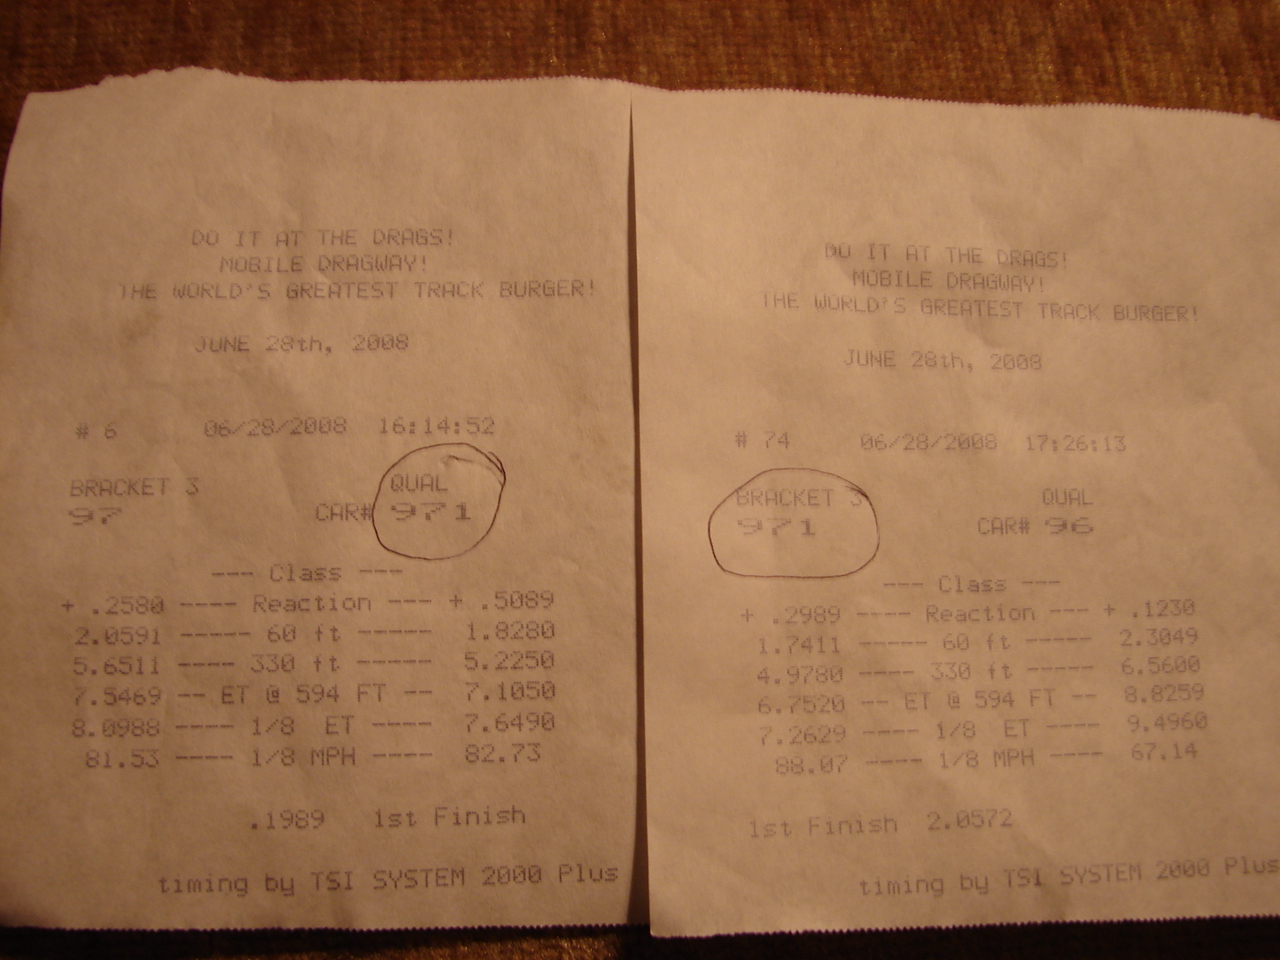 DO IT AT THE DRAGS!
MOBILE DRAGWAY!
THE WORLD'S GREATEST TRACK BURGER!
JUNE 28th, 2008
# 6 06/28/2008 16:14:52
BRACKET 3 QUAL
97 CAR# 971
--- Class ---
+ .2580 ---- Reaction --- + .5089
2.0591 ----- 60 ft ----- 1.8280
5.6511 ---- 330 ft ----- 5.2250
7.5469 -- ET @ 594 FT -- 7.1050
8.0988 ---- 1/8 ET ---- 7.6490
81.53 ---- 1/8 MPH ---- 82.73
.1989 1st Finish
timing by TSI SYSTEM 2000 Plus
DO IT AT THE DRAGS!
MOBILE DRAGWAY!
THE WORLD'S GREATEST TRACK BURGER!
JUNE 28th, 2008
# 74 06/28/2008 17:26:13
BRACKET 3 QUAL
971 CAR# 96
--- Class ---
+ .2989 ---- Reaction --- + .1230
1.7411 ----- 60 ft ----- 2.3049
4.9780 ---- 330 ft ----- 6.5600
6.7520 -- ET @ 594 FT -- 8.8259
7.2629 ---- 1/8 ET ---- 9.4960
88.07 ---- 1/8 MPH ---- 67.14
1st Finish 2.0572
timing by TSI SYSTEM 2000 Plus